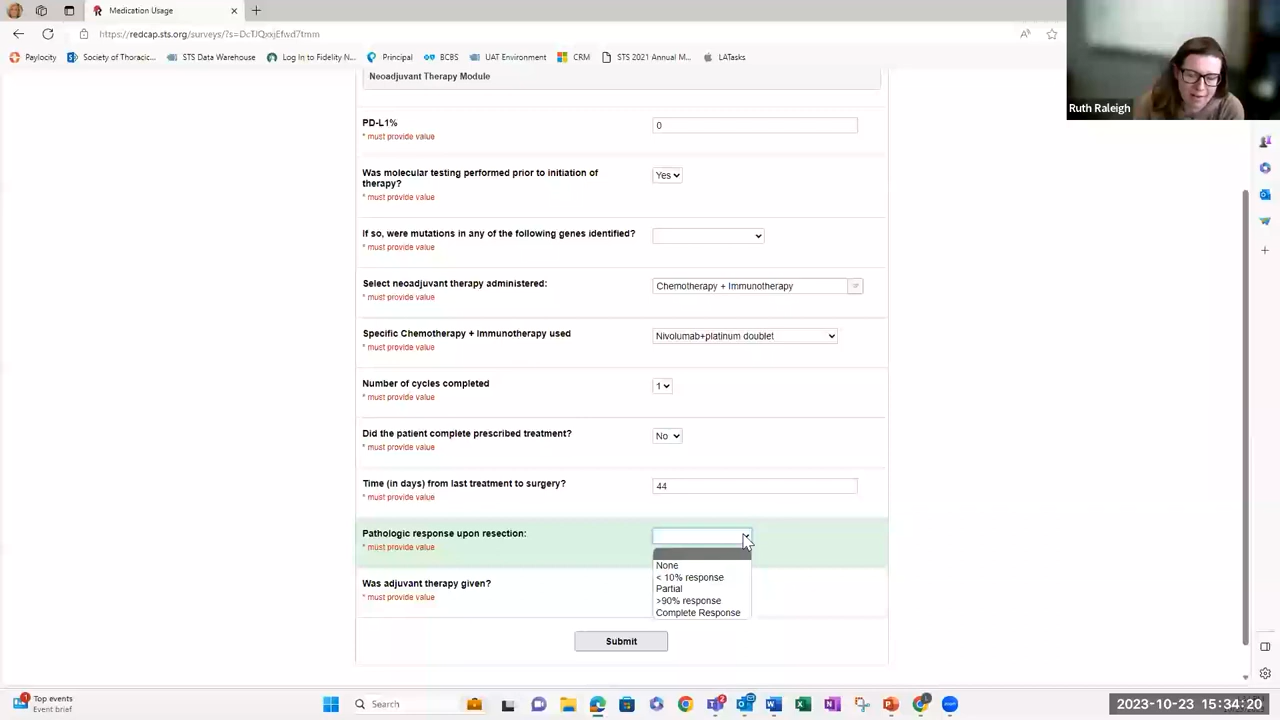 Medication Usage
https://redcap.sts.org/surveys/?s=DcTJQxxjEfwd7tmm
Paylocity
Society of Thoracic...
STS Data Warehouse
Log In to Fidelity N...
Principal
BCBS
UAT Environment
CRM
STS 2021 Annual M...
LATasks
Ruth Raleigh
Neoadjuvant Therapy Module
PD-L1%
* must provide value
0
Was molecular testing performed prior to initiation of
therapy?
* must provide value
Yes
If so, were mutations in any of the following genes identified?
* must provide value
Select neoadjuvant therapy administered:
* must provide value
Chemotherapy + Immunotherapy
Specific Chemotherapy + Immunotherapy used
* must provide value
Nivolumab+platinum doublet
Number of cycles completed
* must provide value
1
Did the patient complete prescribed treatment?
* must provide value
No
Time (in days) from last treatment to surgery?
* must provide value
44
Pathologic response upon resection:
* must provide value
None
< 10% response
Partial
>90% response
Complete Response
Was adjuvant therapy given?
* must provide value
Submit
1
Top events
Event brief
Search
2
2023-10-23 15:34:20